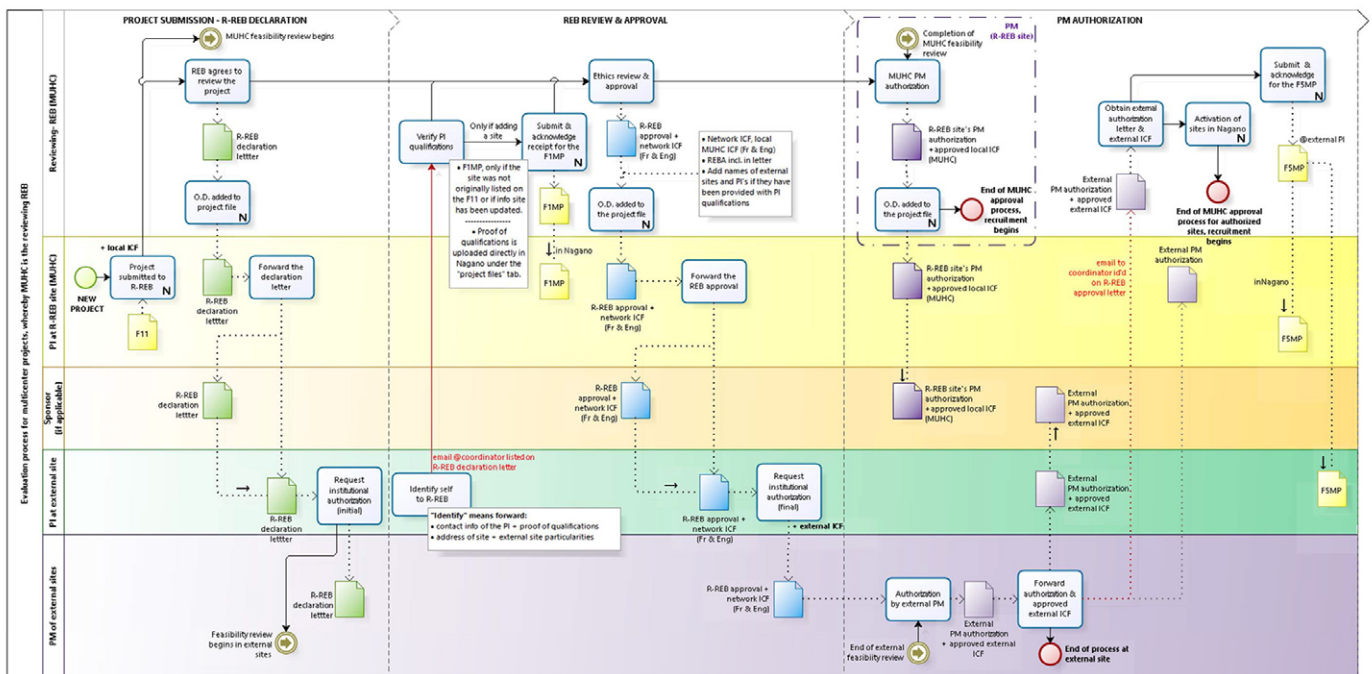 PROJECT SUBMISSION - R-REB DECLARATION
REB REVIEW & APPROVAL
PM AUTHORIZATION
Evaluation process for multicenter projects, whereby MUHC is the reviewing REB
Reviewing- REB (MUHC)
MUHC feasibility review begins
REB agrees to
review the
project
R-REB
declaration
lettter
O.D. added to
project file
N
Verify PI
qualifications
Only if adding
a site
Submit &
acknowledge
receipt for the
F1MP
N
• F1MP, only if the
site was not
originally listed on
the F11 or if info site
has been updated.
------------
• Proof of
qualifications is
uploaded directly in
Nagano under the
"project files" tab.
F1MP
Ethics review &
approval
R-REB
approval +
network ICF
(Fr & Eng)
• Network ICF, local
MUHC ICF (Fr & Eng)
• REBA incl. in letter
• Add names of external
sites and PI's if they have
been provided with PI
qualifications
O.D. added to
the project file
N
PM
(R-REB site)
Completion of
MUHC feasibility
review
MUHC PM
authorization
R-REB site's PM
authorization
+ approved local ICF
(MUHC)
O.D. added to
the project file
N
End of MUHC
approval
process,
recruitment
begins
Obtain external
authorization
letter & external
ICF
Activation of
sites in Nagano
N
Submit &
acknowledge
for the FSMP
N
@external PI
FSMP
External
PM authorization
+ approved external ICF
End of MUHC approval
process for authorized
sites, recruitment
begins
PI at R-REB site (MUHC)
+ local ICF
NEW
PROJECT
Project
submitted to
R-REB
N
F11
R-REB
declaration
lettter
Forward the
declaration
letter
in Nagano
F1MP
R-REB approval +
network ICF
(Fr & Eng)
Forward the
REB approval
R-REB site's PM
authorization
+ approved local ICF
(MUHC)
email to
coordinator id'd
on R-REB
approval letter
External PM
authorization
inNagano
FSMP
Sponsor
(if applicable)
R-REB
declaration
lettter
R-REB
approval +
network ICF
(Fr & Eng)
R-REB site's PM
authorization
+ approved local ICF
(MUHC)
External
PM authorization
+ approved
external ICF
PI at external site
R-REB
declaration
lettter
Request
institutional
authorization
(initial)
email @coordinator listed on
R-REB declaration letter
Identify self
to R-REB
"Identify" means forward:
• contact info of the PI + proof of qualifications
• address of site + external site particularities
R-REB approval +
network ICF
(Fr & Eng)
Request
institutional
authorization
(final)
+ external ICF
External
PM authorization
+ approved
external ICF
FSMP
PM of external sites
R-REB
declaration
lettter
Feasibility review
begins in external
sites
R-REB approval +
network ICF
(Fr & Eng)
Authorization
by external PM
End of external
feasibility review
External
PM authorization
+ approved external
ICF
Forward
authorization &
approved
external ICF
End of process at
external site